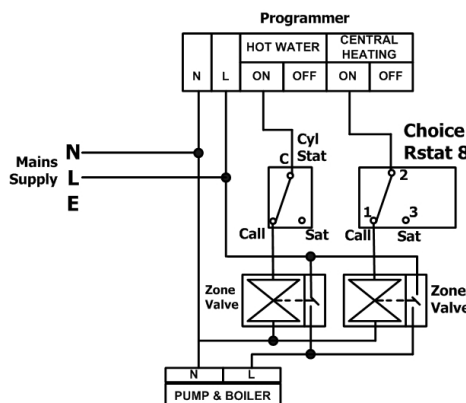 Programmer
HOT WATER
CENTRAL
HEATING
N L ON OFF ON OFF
Mains
Supply
N
L
E
Cyl
Stat
C
Call
Sat
Choice
Rstat 8
2
1
3
Call
Sat
Zone
Valve
Zone
Valve
N L
PUMP & BOILER